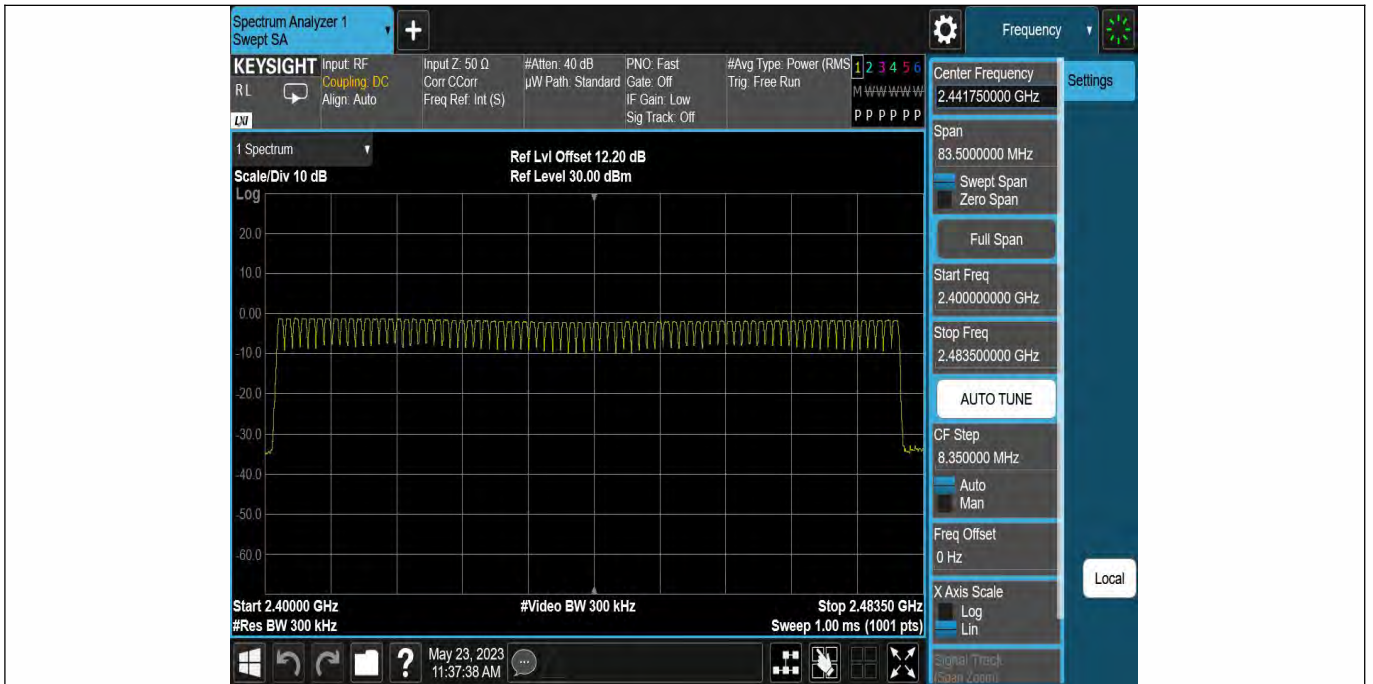 Spectrum Analyzer 1
Swept SA
+
Frequency
KEYSIGHT
R L
LXI
Input: RF
Coupling: DC
Align: Auto
Input Z: 50 Ω
Corr CCorr
Freq Ref: Int (S)
#Atten: 40 dB
µW Path: Standard
PNO: Fast
Gate: Off
IF Gain: Low
Sig Track: Off
#Avg Type: Power (RMS
Trig: Free Run
1 2 3 4 5 6
M W W W W W
P P P P P P
1 Spectrum
Scale/Div 10 dB
Ref Lvl Offset 12.20 dB
Ref Level 30.00 dBm
Log
20.0
10.0
0.00
-10.0
-20.0
-30.0
-40.0
-50.0
-60.0
Start 2.40000 GHz
#Video BW 300 kHz
Stop 2.48350 GHz
#Res BW 300 kHz
Sweep 1.00 ms (1001 pts)
Center Frequency
2.441750000 GHz
Settings
Span
83.5000000 MHz
Swept Span
Zero Span
Full Span
Start Freq
2.400000000 GHz
Stop Freq
2.483500000 GHz
AUTO TUNE
CF Step
8.350000 MHz
Auto
Man
Freq Offset
0 Hz
X Axis Scale
Log
Lin
Signal Track
(Span Zoom)
Local
?
May 23, 2023
11:37:38 AM